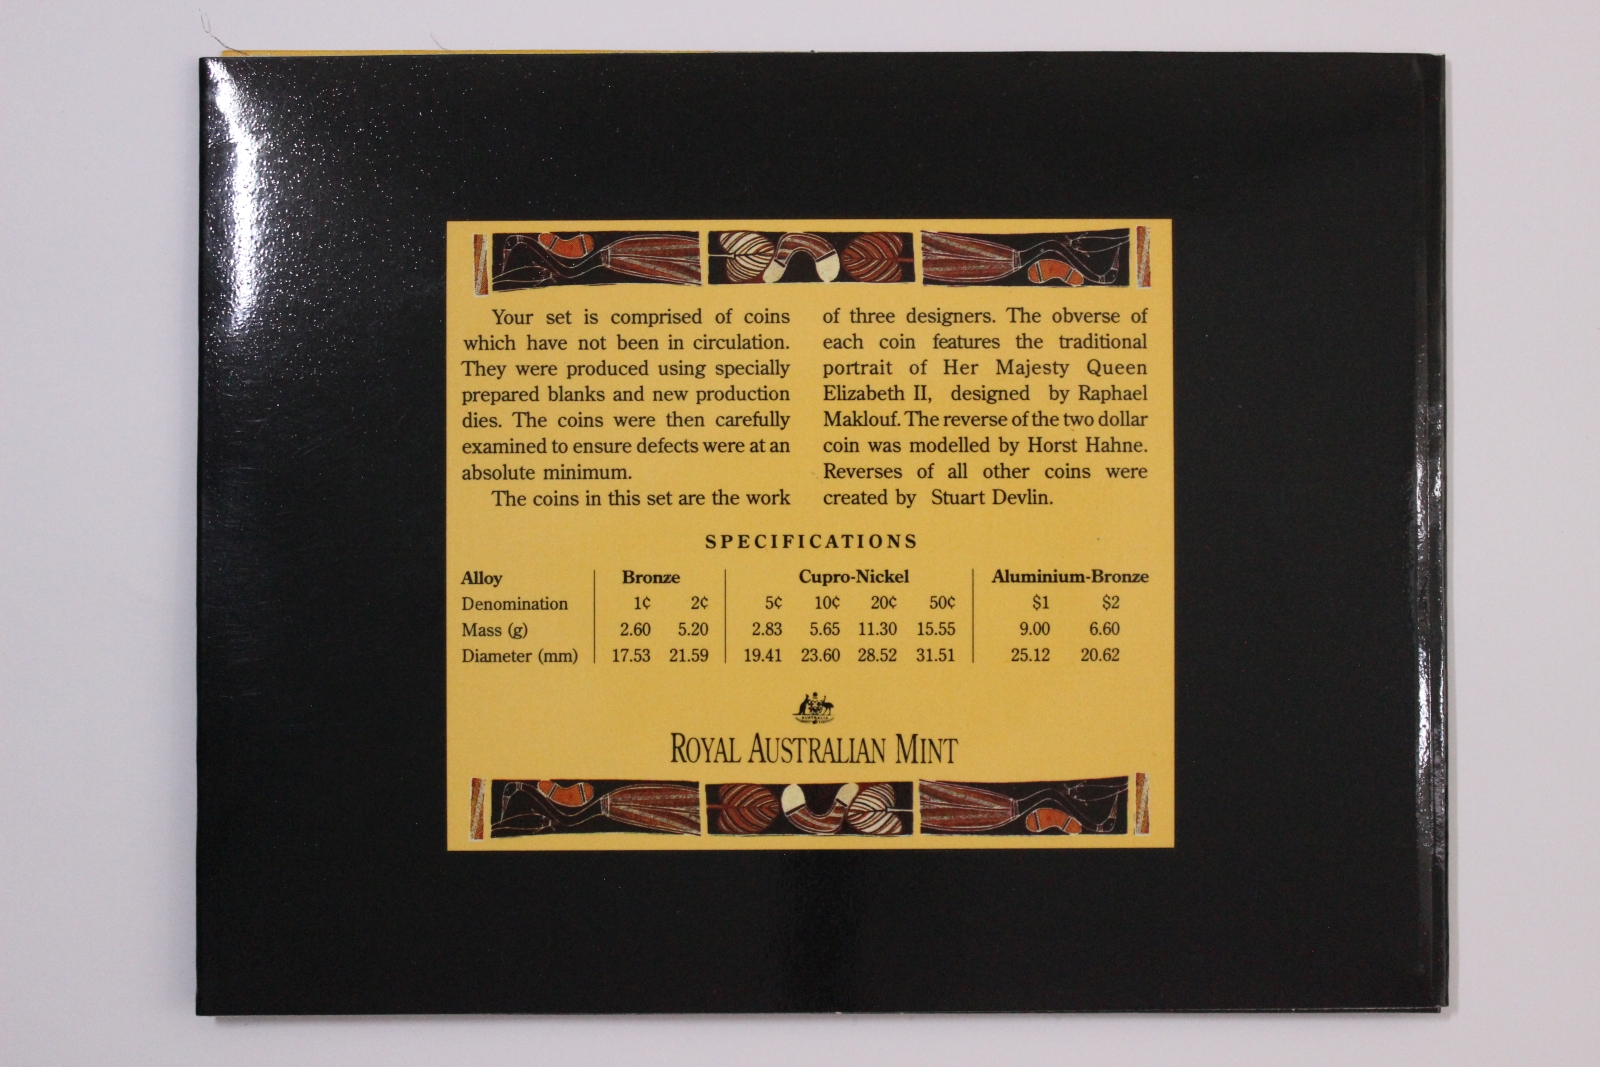 Your set is comprised of coins
which have not been in circulation.
They were produced using specially
prepared blanks and new production
dies. The coins were then carefully
examined to ensure defects were at an
absolute minimum.
The coins in this set are the work
of three designers. The obverse of
each coin features the traditional
portrait of Her Majesty Queen
Elizabeth II, designed by Raphael
Maklouf. The reverse of the two dollar
coin was modelled by Horst Hahne.
Reverses of all other coins were
created by Stuart Devlin.
SPECIFICATIONS
Alloy Bronze Cupro-Nickel Aluminium-Bronze
Denomination 1¢ 2¢ 5¢ 10¢ 20¢ 50¢ $1 $2
Mass (g) 2.60 5.20 2.83 5.65 11.30 15.55 9.00 6.60
Diameter (mm) 17.53 21.59 19.41 23.60 28.52 31.51 25.12 20.62
AUSTRALIA
ROYAL AUSTRALIAN MINT